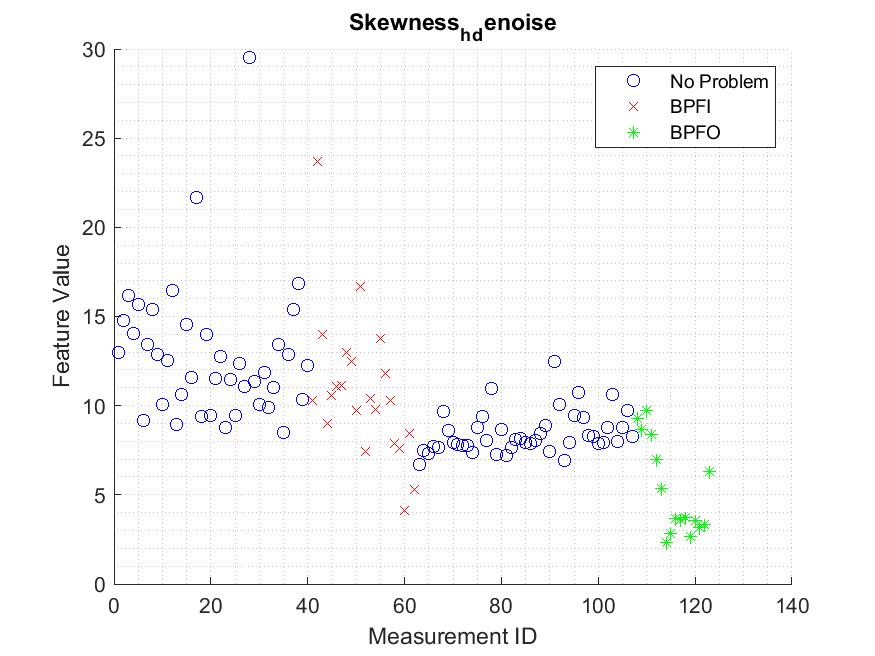 Skewness_hdenoise
30
25
20
15
10
5
0
Feature Value
No Problem
BPFI
BPFO
0 20 40 60 80 100 120 140
Measurement ID